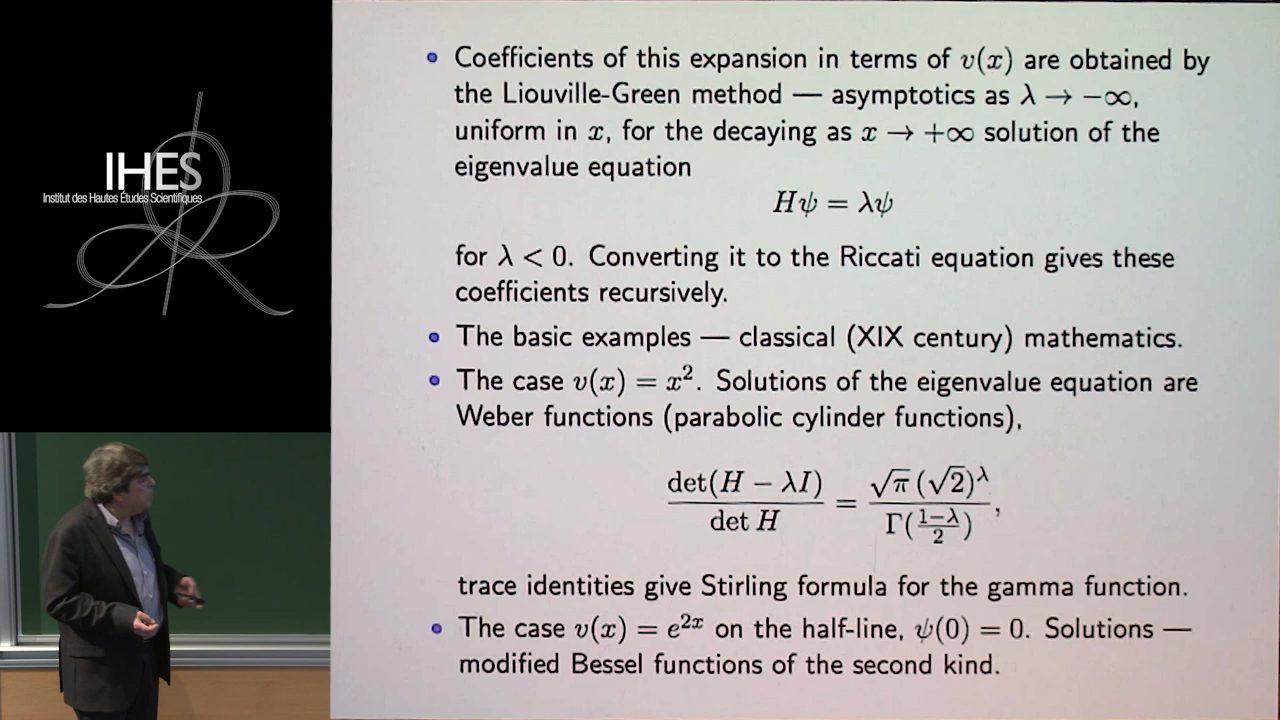 IHES
Institut des Hautes Études Scientifiques
• Coefficients of this expansion in terms of v(x) are obtained by
the Liouville-Green method — asymptotics as λ → −∞,
uniform in x, for the decaying as x → +∞ solution of the
eigenvalue equation
Hψ = λψ
for λ < 0. Converting it to the Riccati equation gives these
coefficients recursively.
• The basic examples — classical (XIX century) mathematics.
• The case v(x) = x². Solutions of the eigenvalue equation are
Weber functions (parabolic cylinder functions),
det(H − λI) / det H = √π (√2)^λ / Γ((1−λ)/2),
trace identities give Stirling formula for the gamma function.
• The case v(x) = e^{2x} on the half-line, ψ(0) = 0. Solutions —
modified Bessel functions of the second kind.